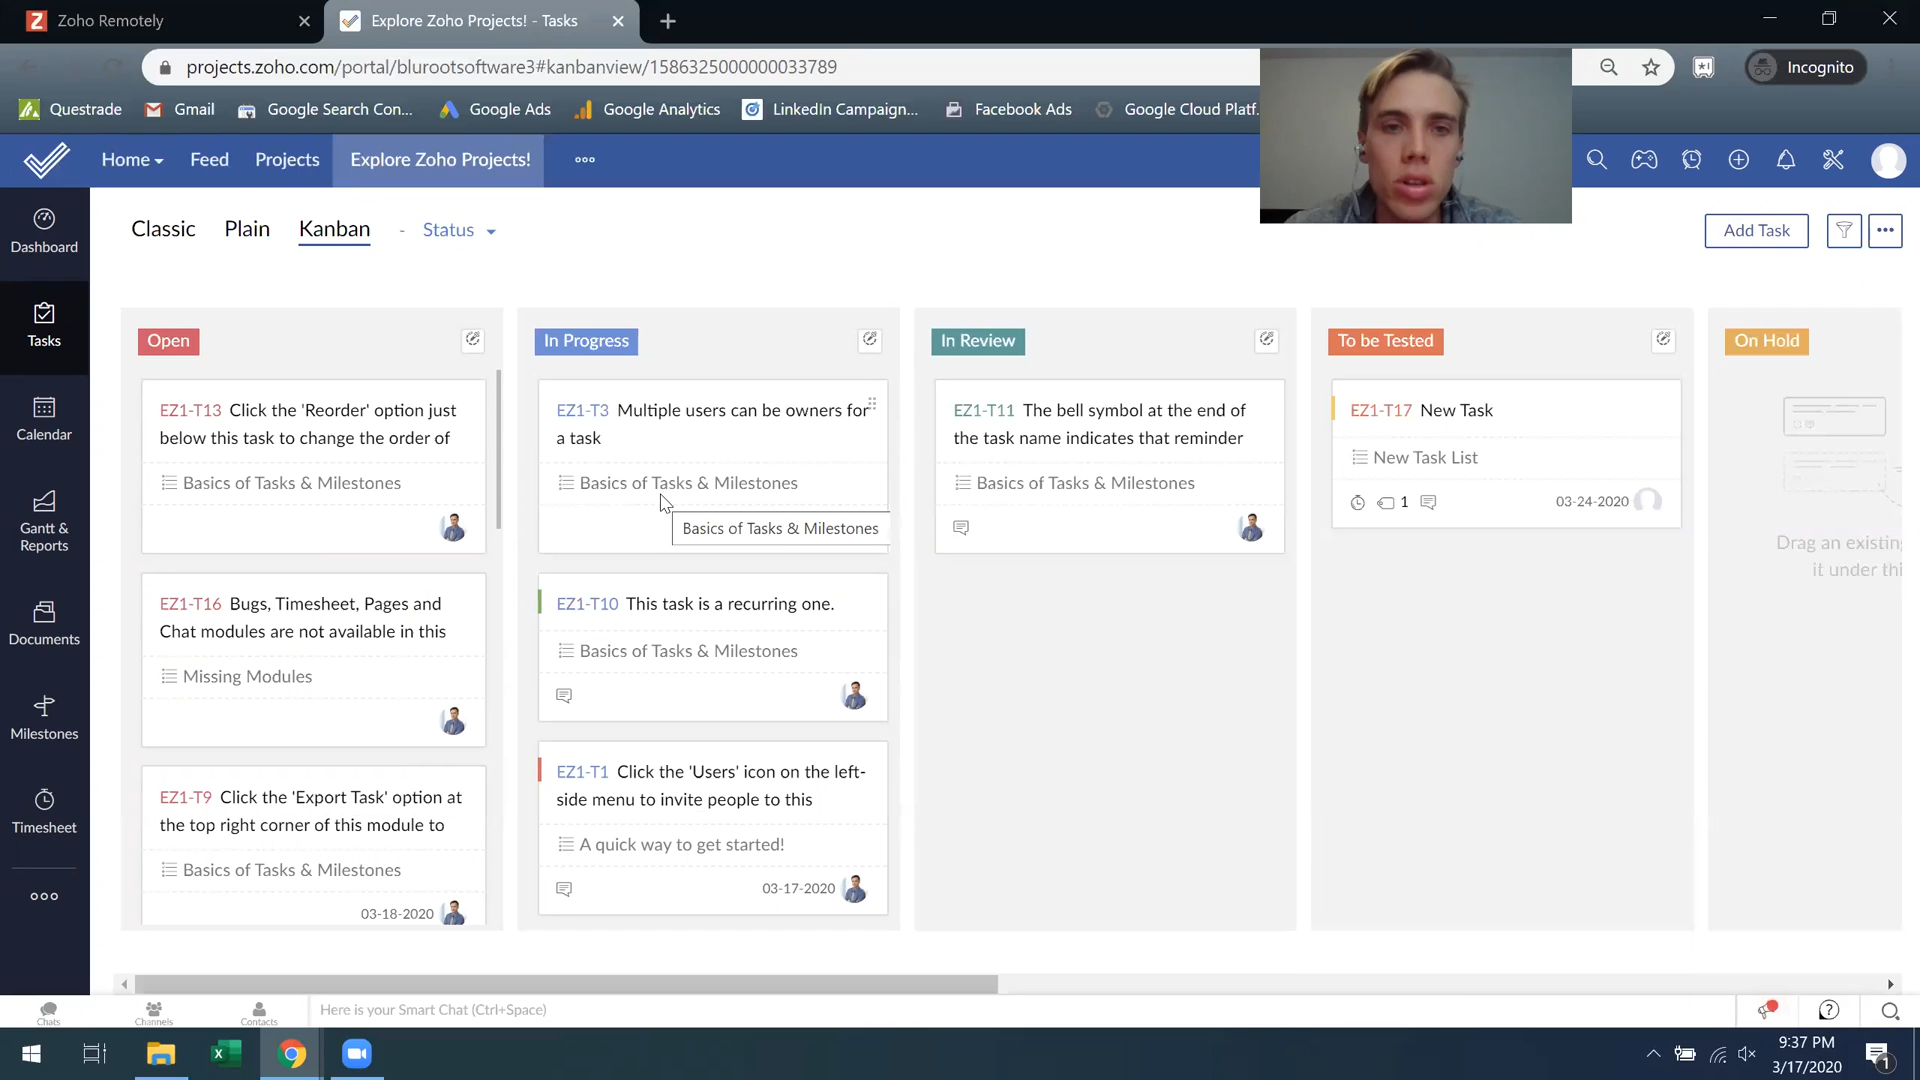 Zoho Remotely
Explore Zoho Projects! - Tasks
projects.zoho.com/portal/blurootsoftware3#kanbanview/1586325000000033789
Incognito
Questrade
Gmail
Google Search Con...
Google Ads
Google Analytics
LinkedIn Campaign...
Facebook Ads
Google Cloud Platf.
Home
Feed
Projects
Explore Zoho Projects!
Dashboard
Tasks
Calendar
Gantt &
Reports
Documents
Milestones
Timesheet
Classic
Plain
Kanban
- Status
Add Task
Open
EZ1-T13 Click the 'Reorder' option just
below this task to change the order of
Basics of Tasks & Milestones
EZ1-T16 Bugs, Timesheet, Pages and
Chat modules are not available in this
Missing Modules
EZ1-T9 Click the 'Export Task' option at
the top right corner of this module to
Basics of Tasks & Milestones
03-18-2020
In Progress
EZ1-T3 Multiple users can be owners for
a task
Basics of Tasks & Milestones
Basics of Tasks & Milestones
EZ1-T10 This task is a recurring one.
Basics of Tasks & Milestones
EZ1-T1 Click the 'Users' icon on the left-
side menu to invite people to this
A quick way to get started!
03-17-2020
In Review
EZ1-T11 The bell symbol at the end of
the task name indicates that reminder
Basics of Tasks & Milestones
To be Tested
EZ1-T17 New Task
New Task List
1
03-24-2020
On Hold
Drag an existin
it under thi
Chats
Channels
Contacts
Here is your Smart Chat (Ctrl+Space)
9:37 PM
3/17/2020
1